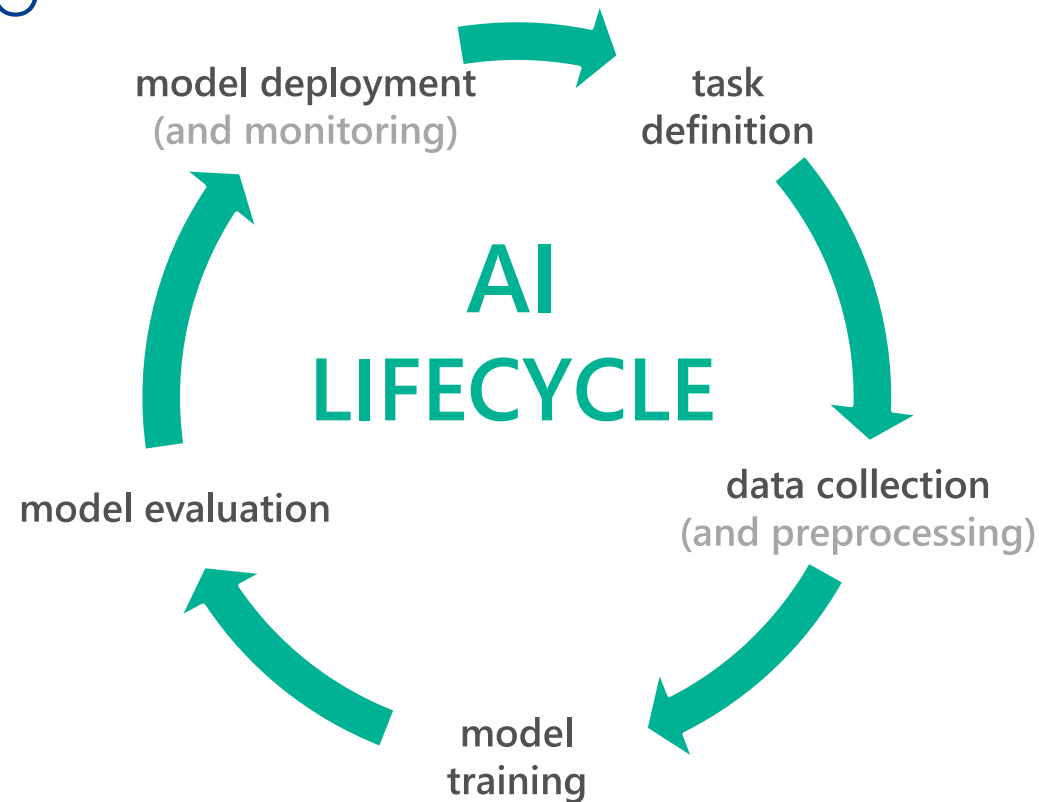 model deployment
(and monitoring)
task
definition
AI
LIFECYCLE
data collection
(and preprocessing)
model evaluation
model
training